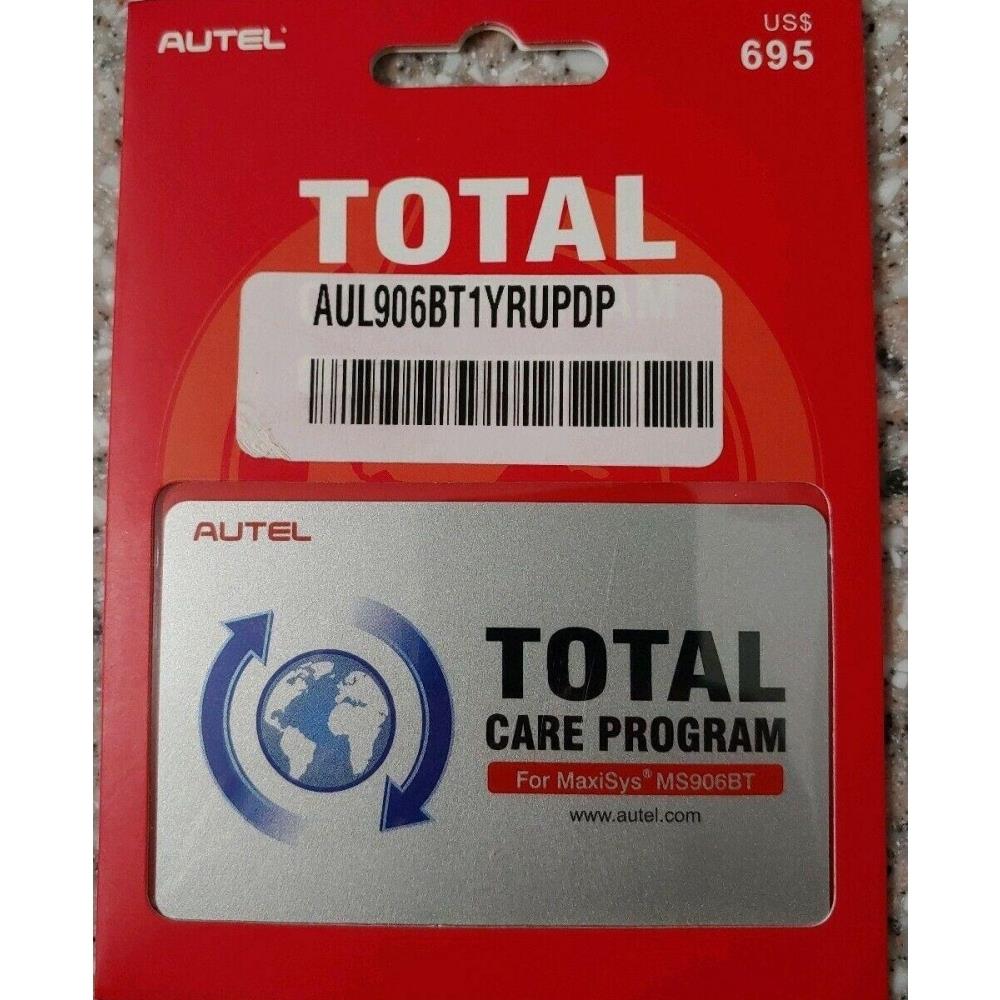 AUTEL
US$
695
TOTAL
AUL906BT1YRUPDP
AUTEL
TOTAL
CARE PROGRAM
For MaxiSys® MS906BT
www.autel.com